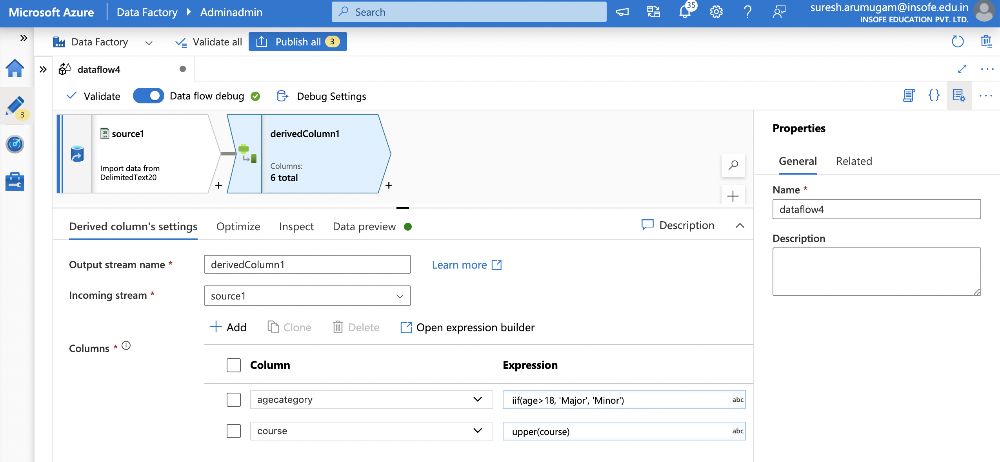 Microsoft Azure
Data Factory
Adminadmin
Search
35
suresh.arumugam@insofe.edu.in
INSOFE EDUCATION PVT. LTD.
Data Factory
Validate all
Publish all 3
dataflow4
3
Validate
Data flow debug
Debug Settings
source1
CSV
Import data from
DelimitedText20
+
derivedColumn1
Columns:
6 total
+
Properties
General
Related
Name *
dataflow4
Description
Derived column's settings
Optimize
Inspect
Data preview
Description
Output stream name *
derivedColumn1
Learn more
Incoming stream *
source1
Add
Clone
Delete
Open expression builder
Columns *
Column
Expression
agecategory
iif(age>18, 'Major', 'Minor')
abc
course
upper(course)
abc